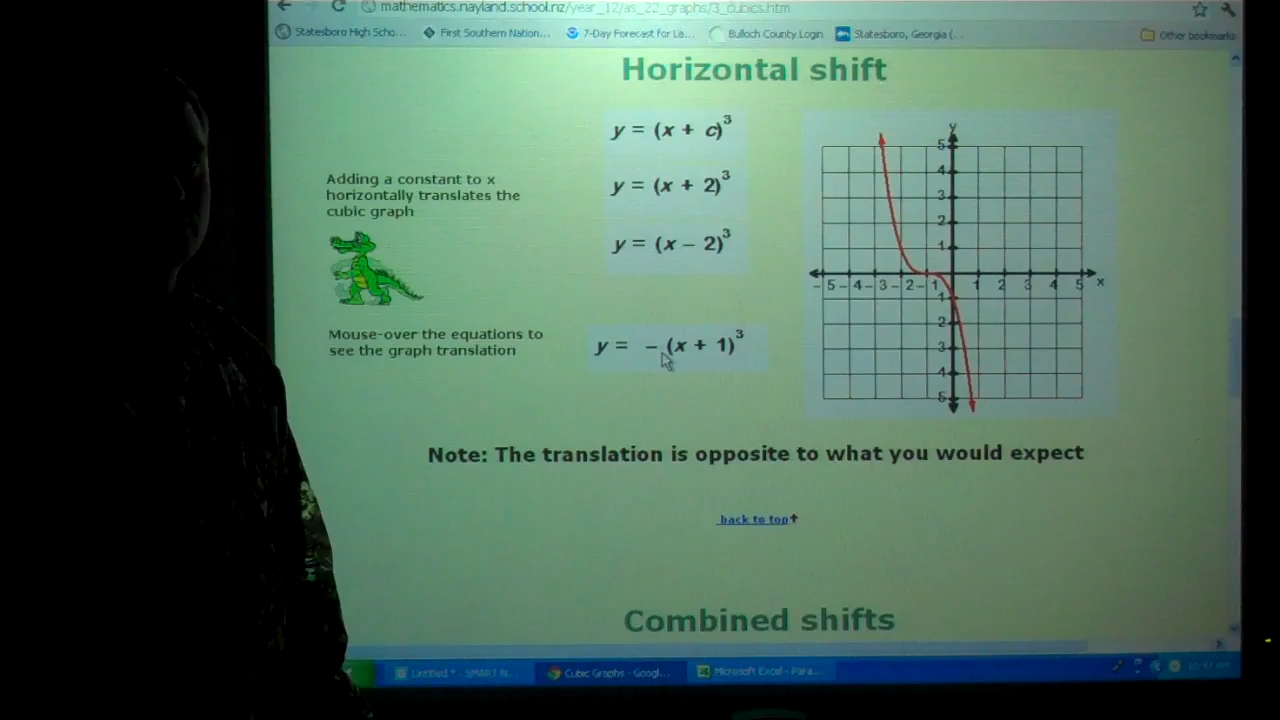 mathematics.nayland.school.nz/year_12/as_22_graphs/3_cubics.htm
Statesboro High Scho... First Southern Nation... 7-Day Forecast for La... Bulloch County Login Statesboro, Georgia (... Other bookmarks
Horizontal shift
y = (x + c)³
Adding a constant to x
horizontally translates the
cubic graph
y = (x + 2)³
y = (x − 2)³
Mouse-over the equations to
see the graph translation
y = − (x + 1)³
y
5
4
3
2
1
− 5 − 4 − 3 − 2 − 1 1 2 3 4 5 x
1
2
3
4
5
Note: The translation is opposite to what you would expect
back to top
Combined shifts
Untitled * - SMART N... Cubic Graphs - Googl... Microsoft Excel - Para...